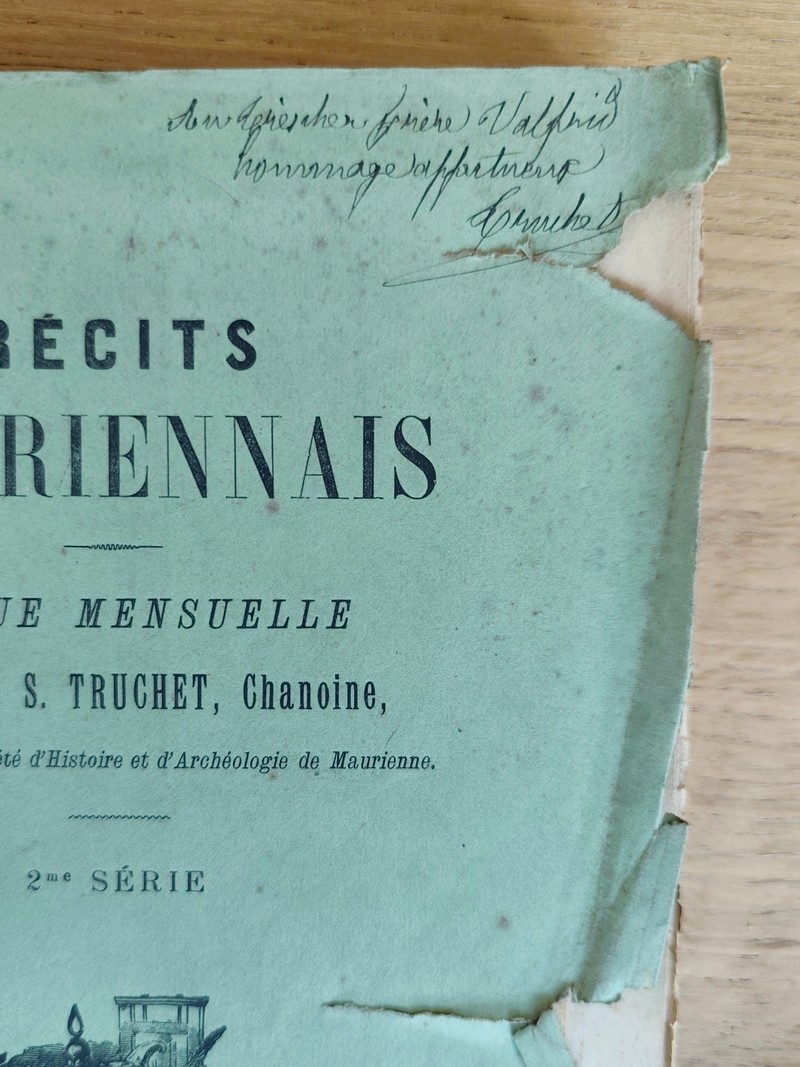 Au très cher frère Valfrid
hommage affectueux
Truchet
RÉCITS
RIENNAIS
UE MENSUELLE
S. TRUCHET, Chanoine,
été d'Histoire et d'Archéologie de Maurienne.
2me SÉRIE